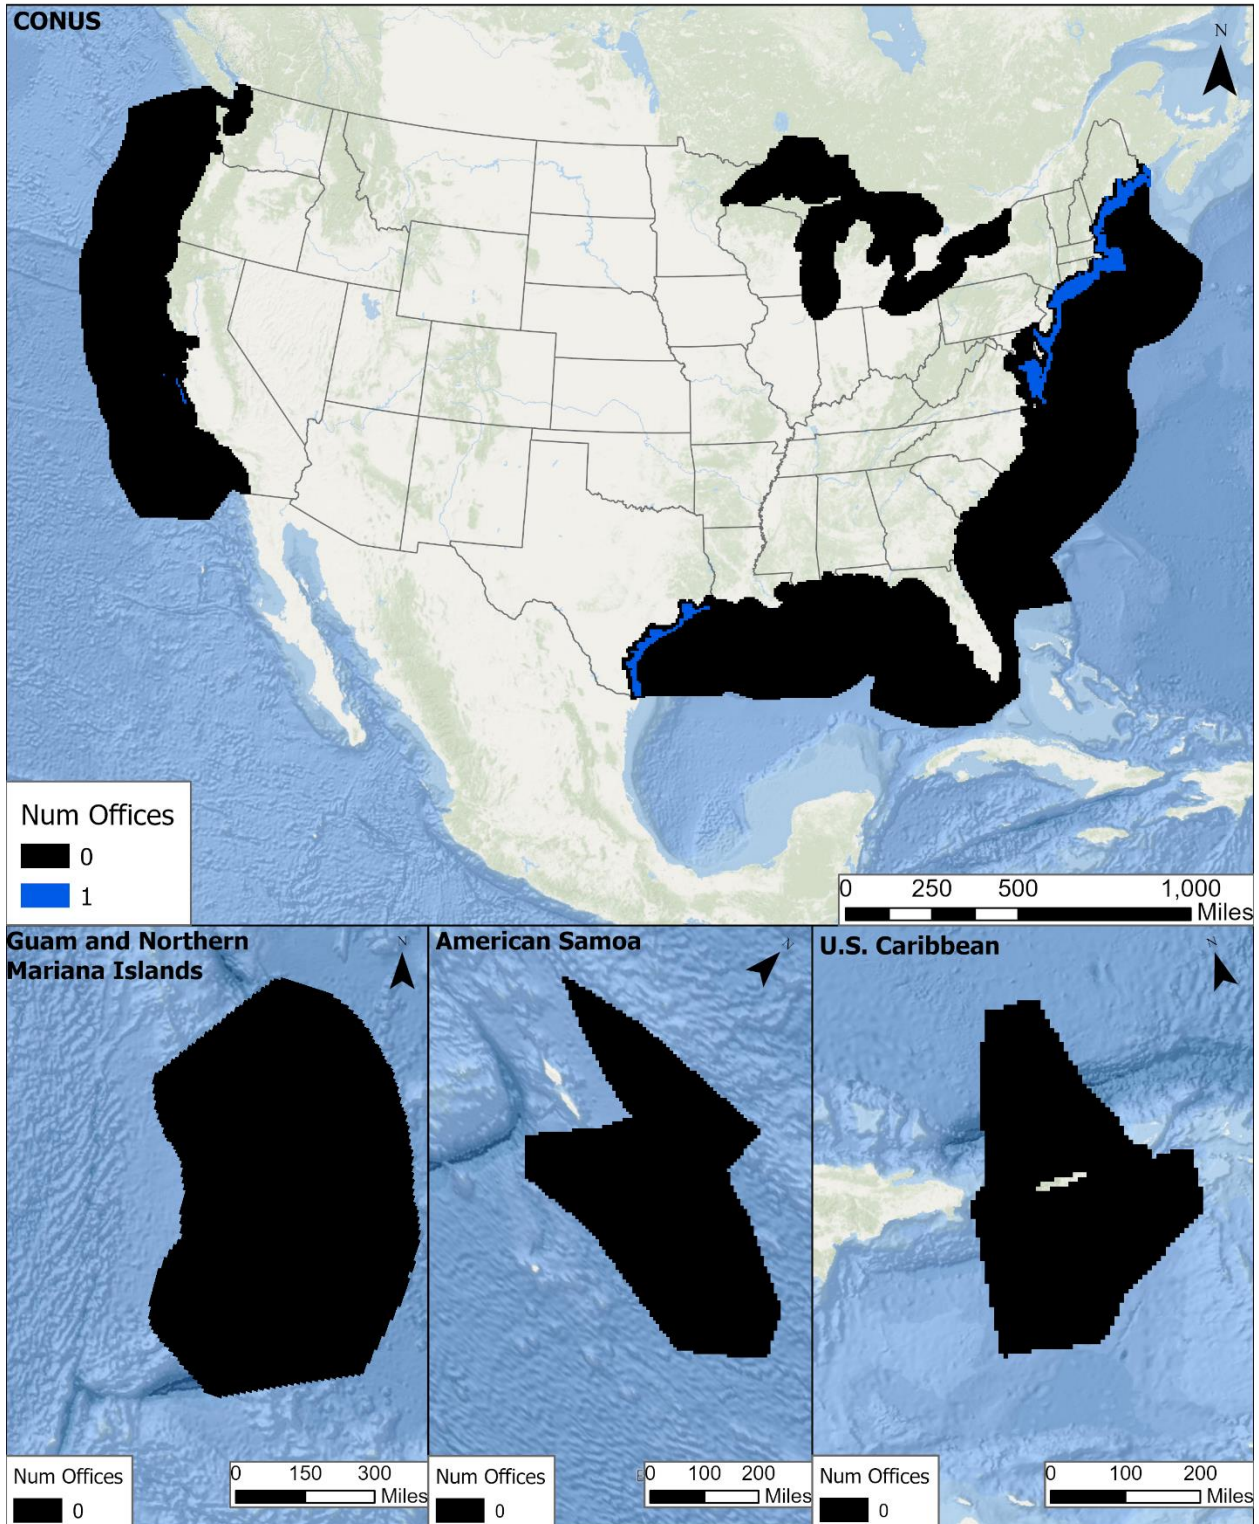 CONUS
N
Num Offices
0
1
0 250 500 1,000
Miles
Guam and Northern
Mariana Islands
N
Num Offices
0
0 150 300
Miles
American Samoa
N
Num Offices
0
0 100 200
Miles
U.S. Caribbean
N
Num Offices
0
0 100 200
Miles